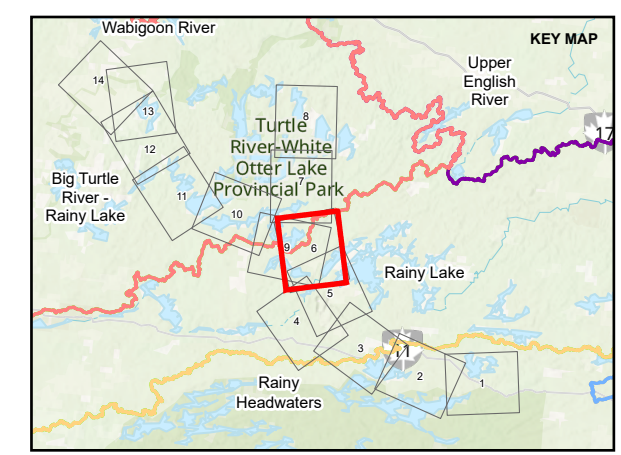 Wabigoon River
KEY MAP
Upper
English
River
14
13
8
17
Turtle
River-White
Otter Lake
Provincial Park
12
7
Big Turtle
River -
Rainy Lake
11
10
9
6
Rainy Lake
5
4
3
11
2
1
Rainy
Headwaters